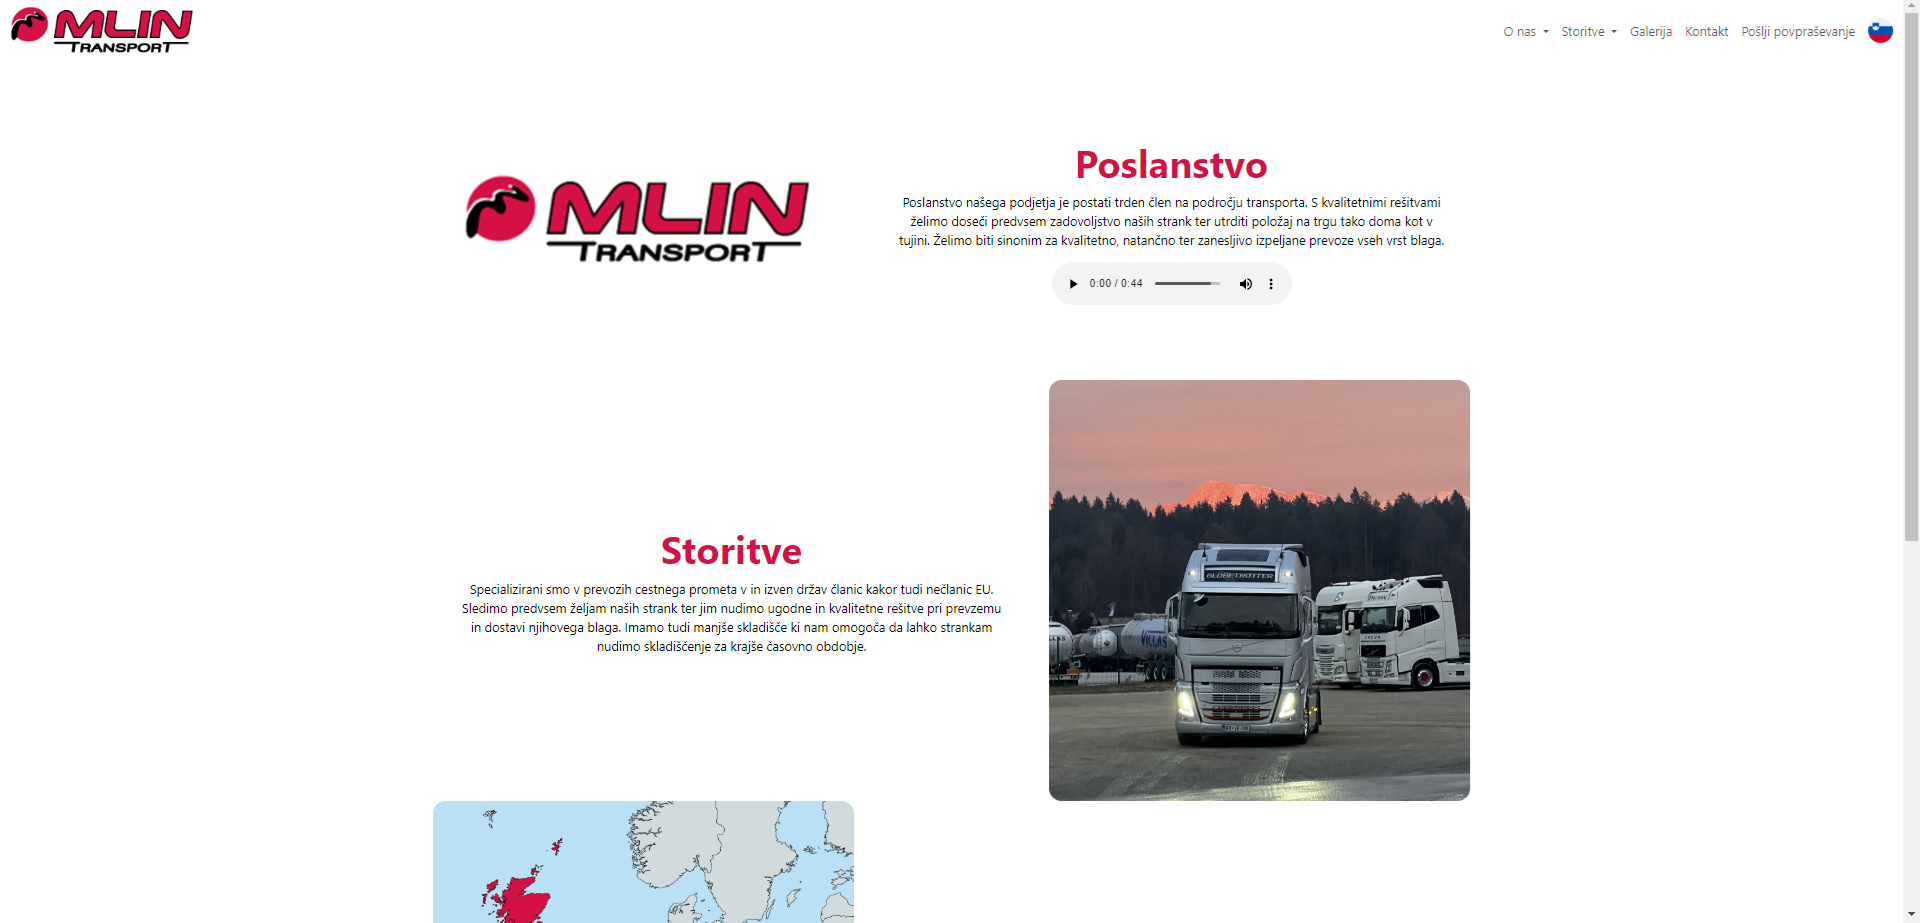 MLIN
TRANSPORT
O nas
Storitve
Galerija
Kontakt
Pošlji povpraševanje
MLIN
TRANSPORT
Poslanstvo
Poslanstvo našega podjetja je postati trden člen na področju transporta. S kvalitetnimi rešitvami
želimo doseči predvsem zadovoljstvo naših strank ter utrditi položaj na trgu tako doma kot v
tujini. Želimo biti sinonim za kvalitetno, natančno ter zanesljivo izpeljane prevoze vseh vrst blaga.
0:00 / 0:44
Storitve
Specializirani smo v prevozih cestnega prometa v in izven držav članic kakor tudi nečlanic EU.
Sledimo predvsem željam naših strank ter jim nudimo ugodne in kvalitetne rešitve pri prevzemu
in dostavi njihovega blaga. Imamo tudi manjše skladišče ki nam omogoča da lahko strankam
nudimo skladiščenje za krajše časovno obdobje.
GLOBETROTTER
VILLAS
VOLVO